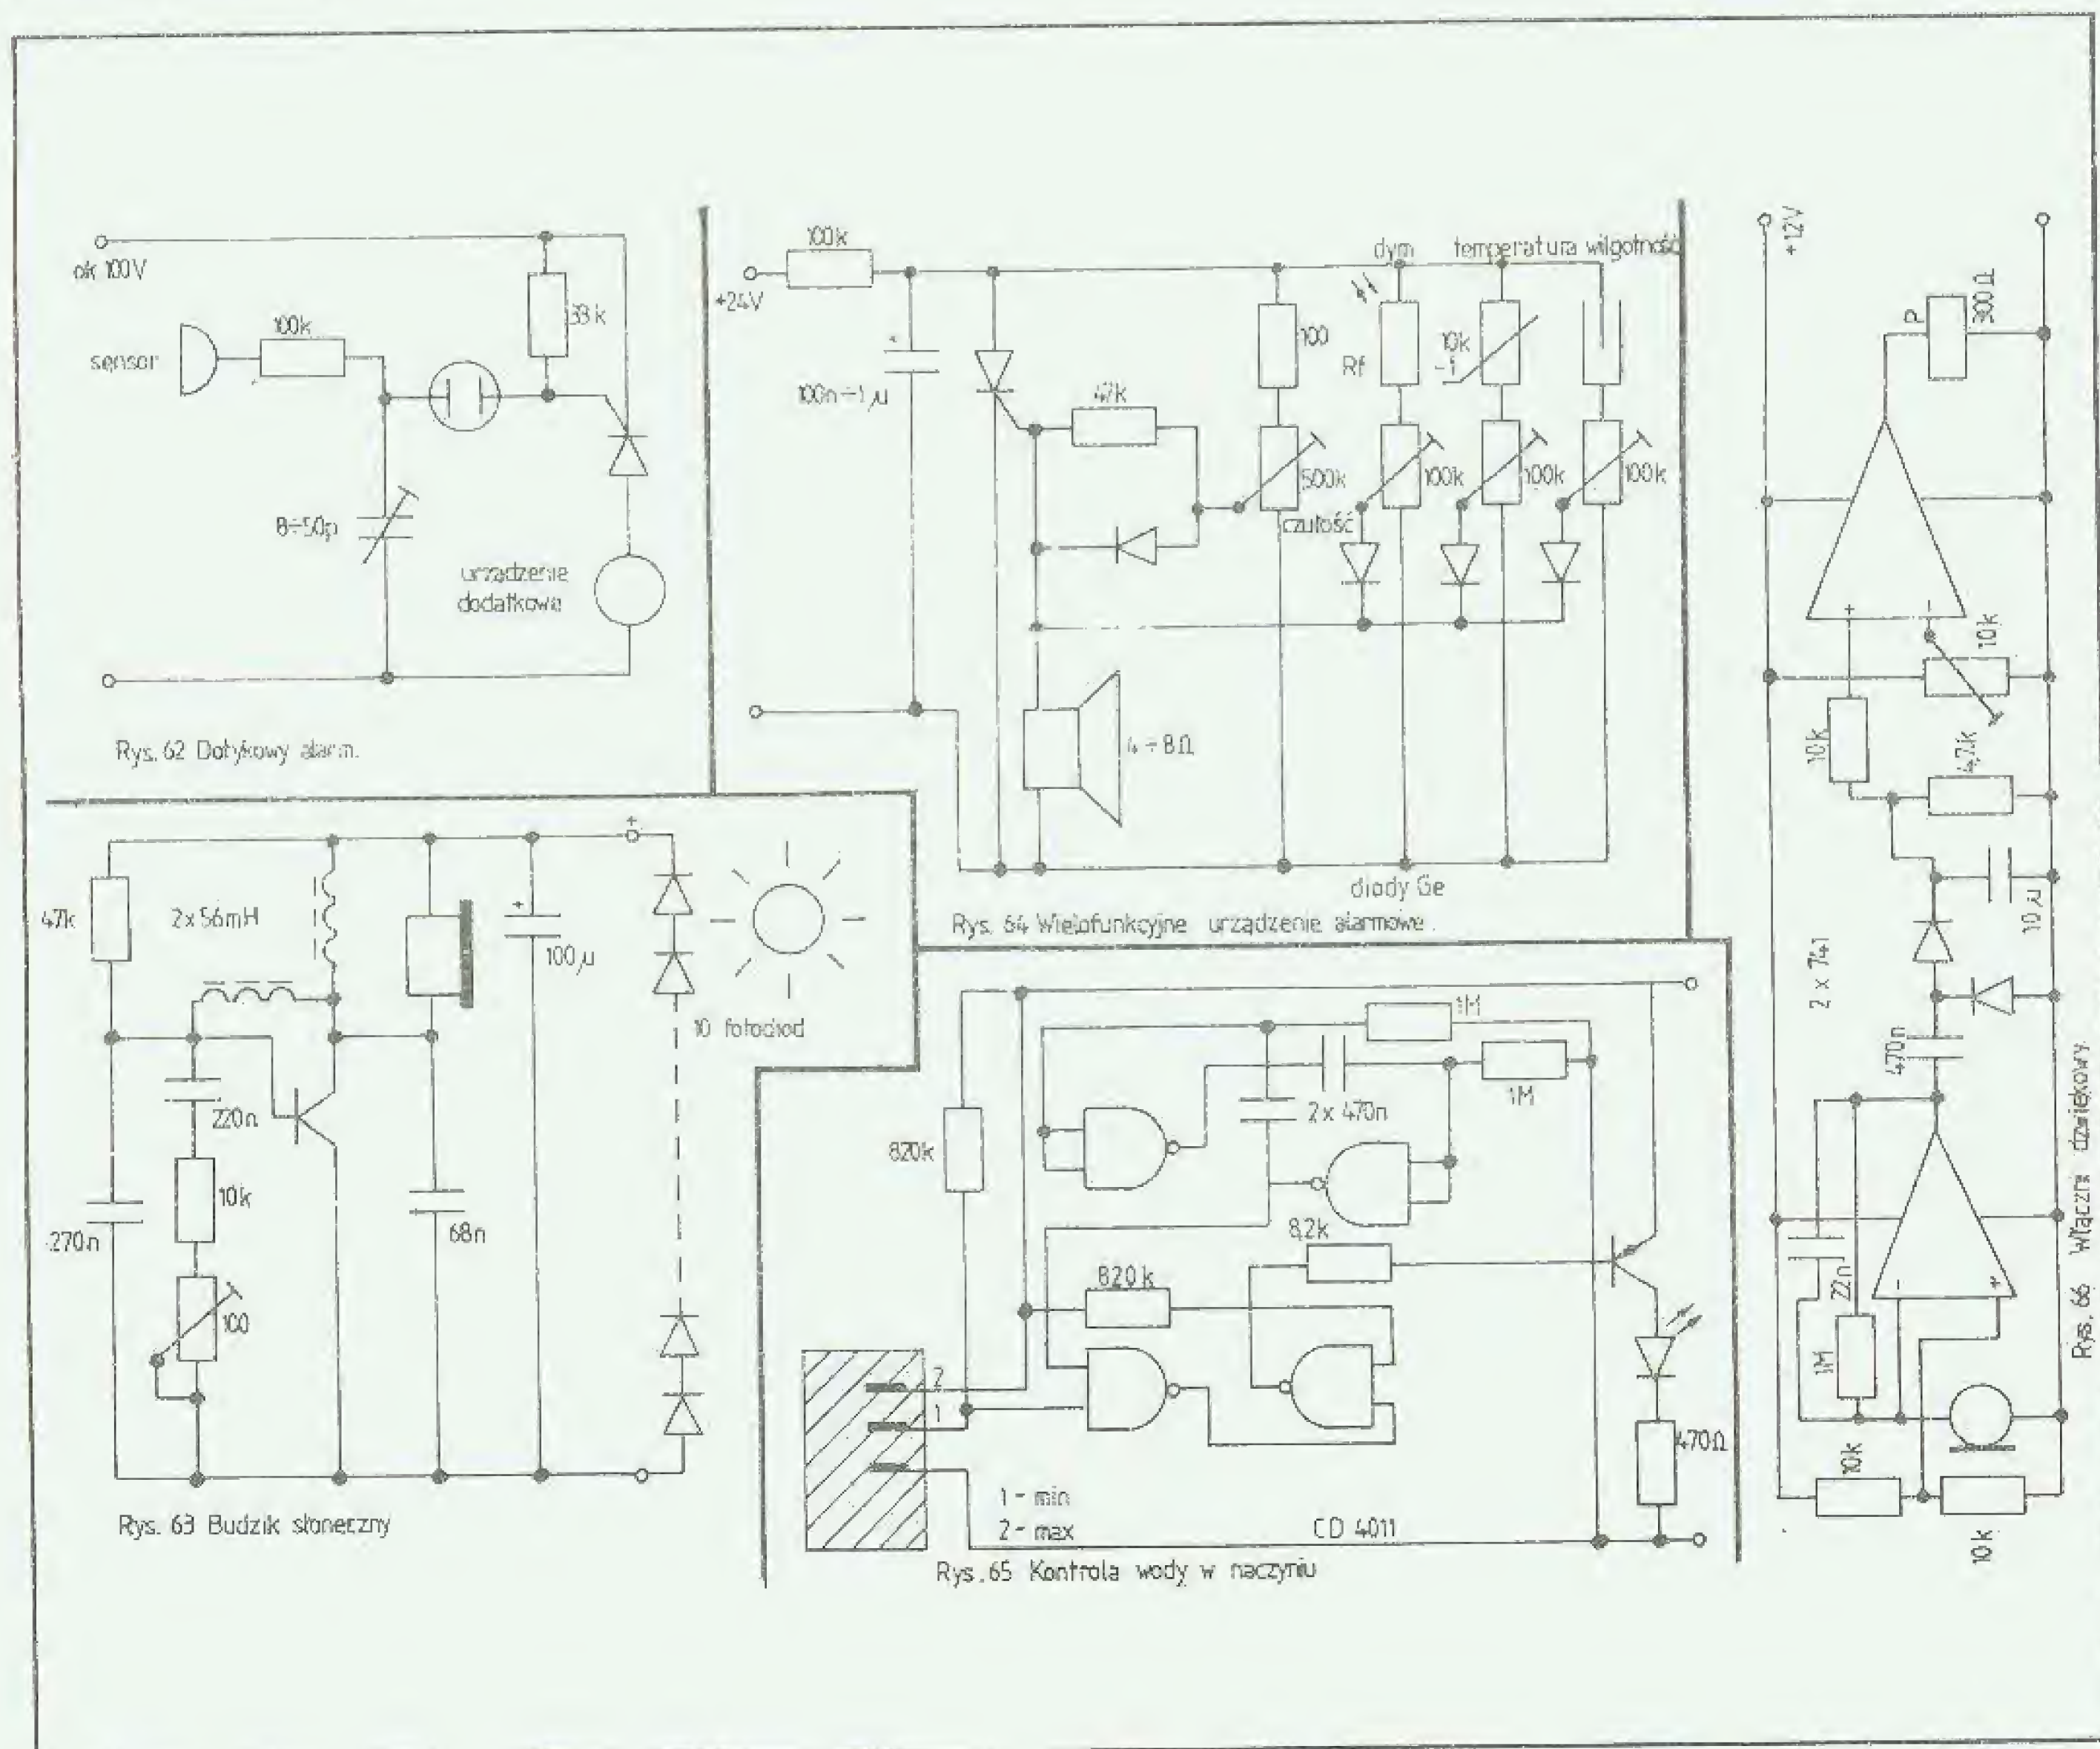 ok 100V
33k
100k
sensor
8÷50p
urządzenie
dodatkowe
Rys. 62 Dotykowy alarm.
100k
+24V
100n÷1µ
47k
dym
temperatura
wilgotność
100
Rf
10k
500k
100k
100k
100k
czułość
4÷8Ω
diody Ge
Rys. 64 Wielofunkcyjne urządzenie alarmowe.
47k
2x56mH
+
100µ
10 fotodiod
220n
10k
270n
68n
100
Rys. 63 Budzik słoneczny
1M
1M
2x 470n
820k
8,2k
820k
2
1
470Ω
1 - min
2 - max
CD 4011
Rys.65 Kontrola wody w naczyniu
+12V
P
300Ω
+
-
10k
10k
4,7k
10µ
2 x 741
470n
22n
-
+
1M
10k
10k
Rys. 66 Włączni dzwiękowy.